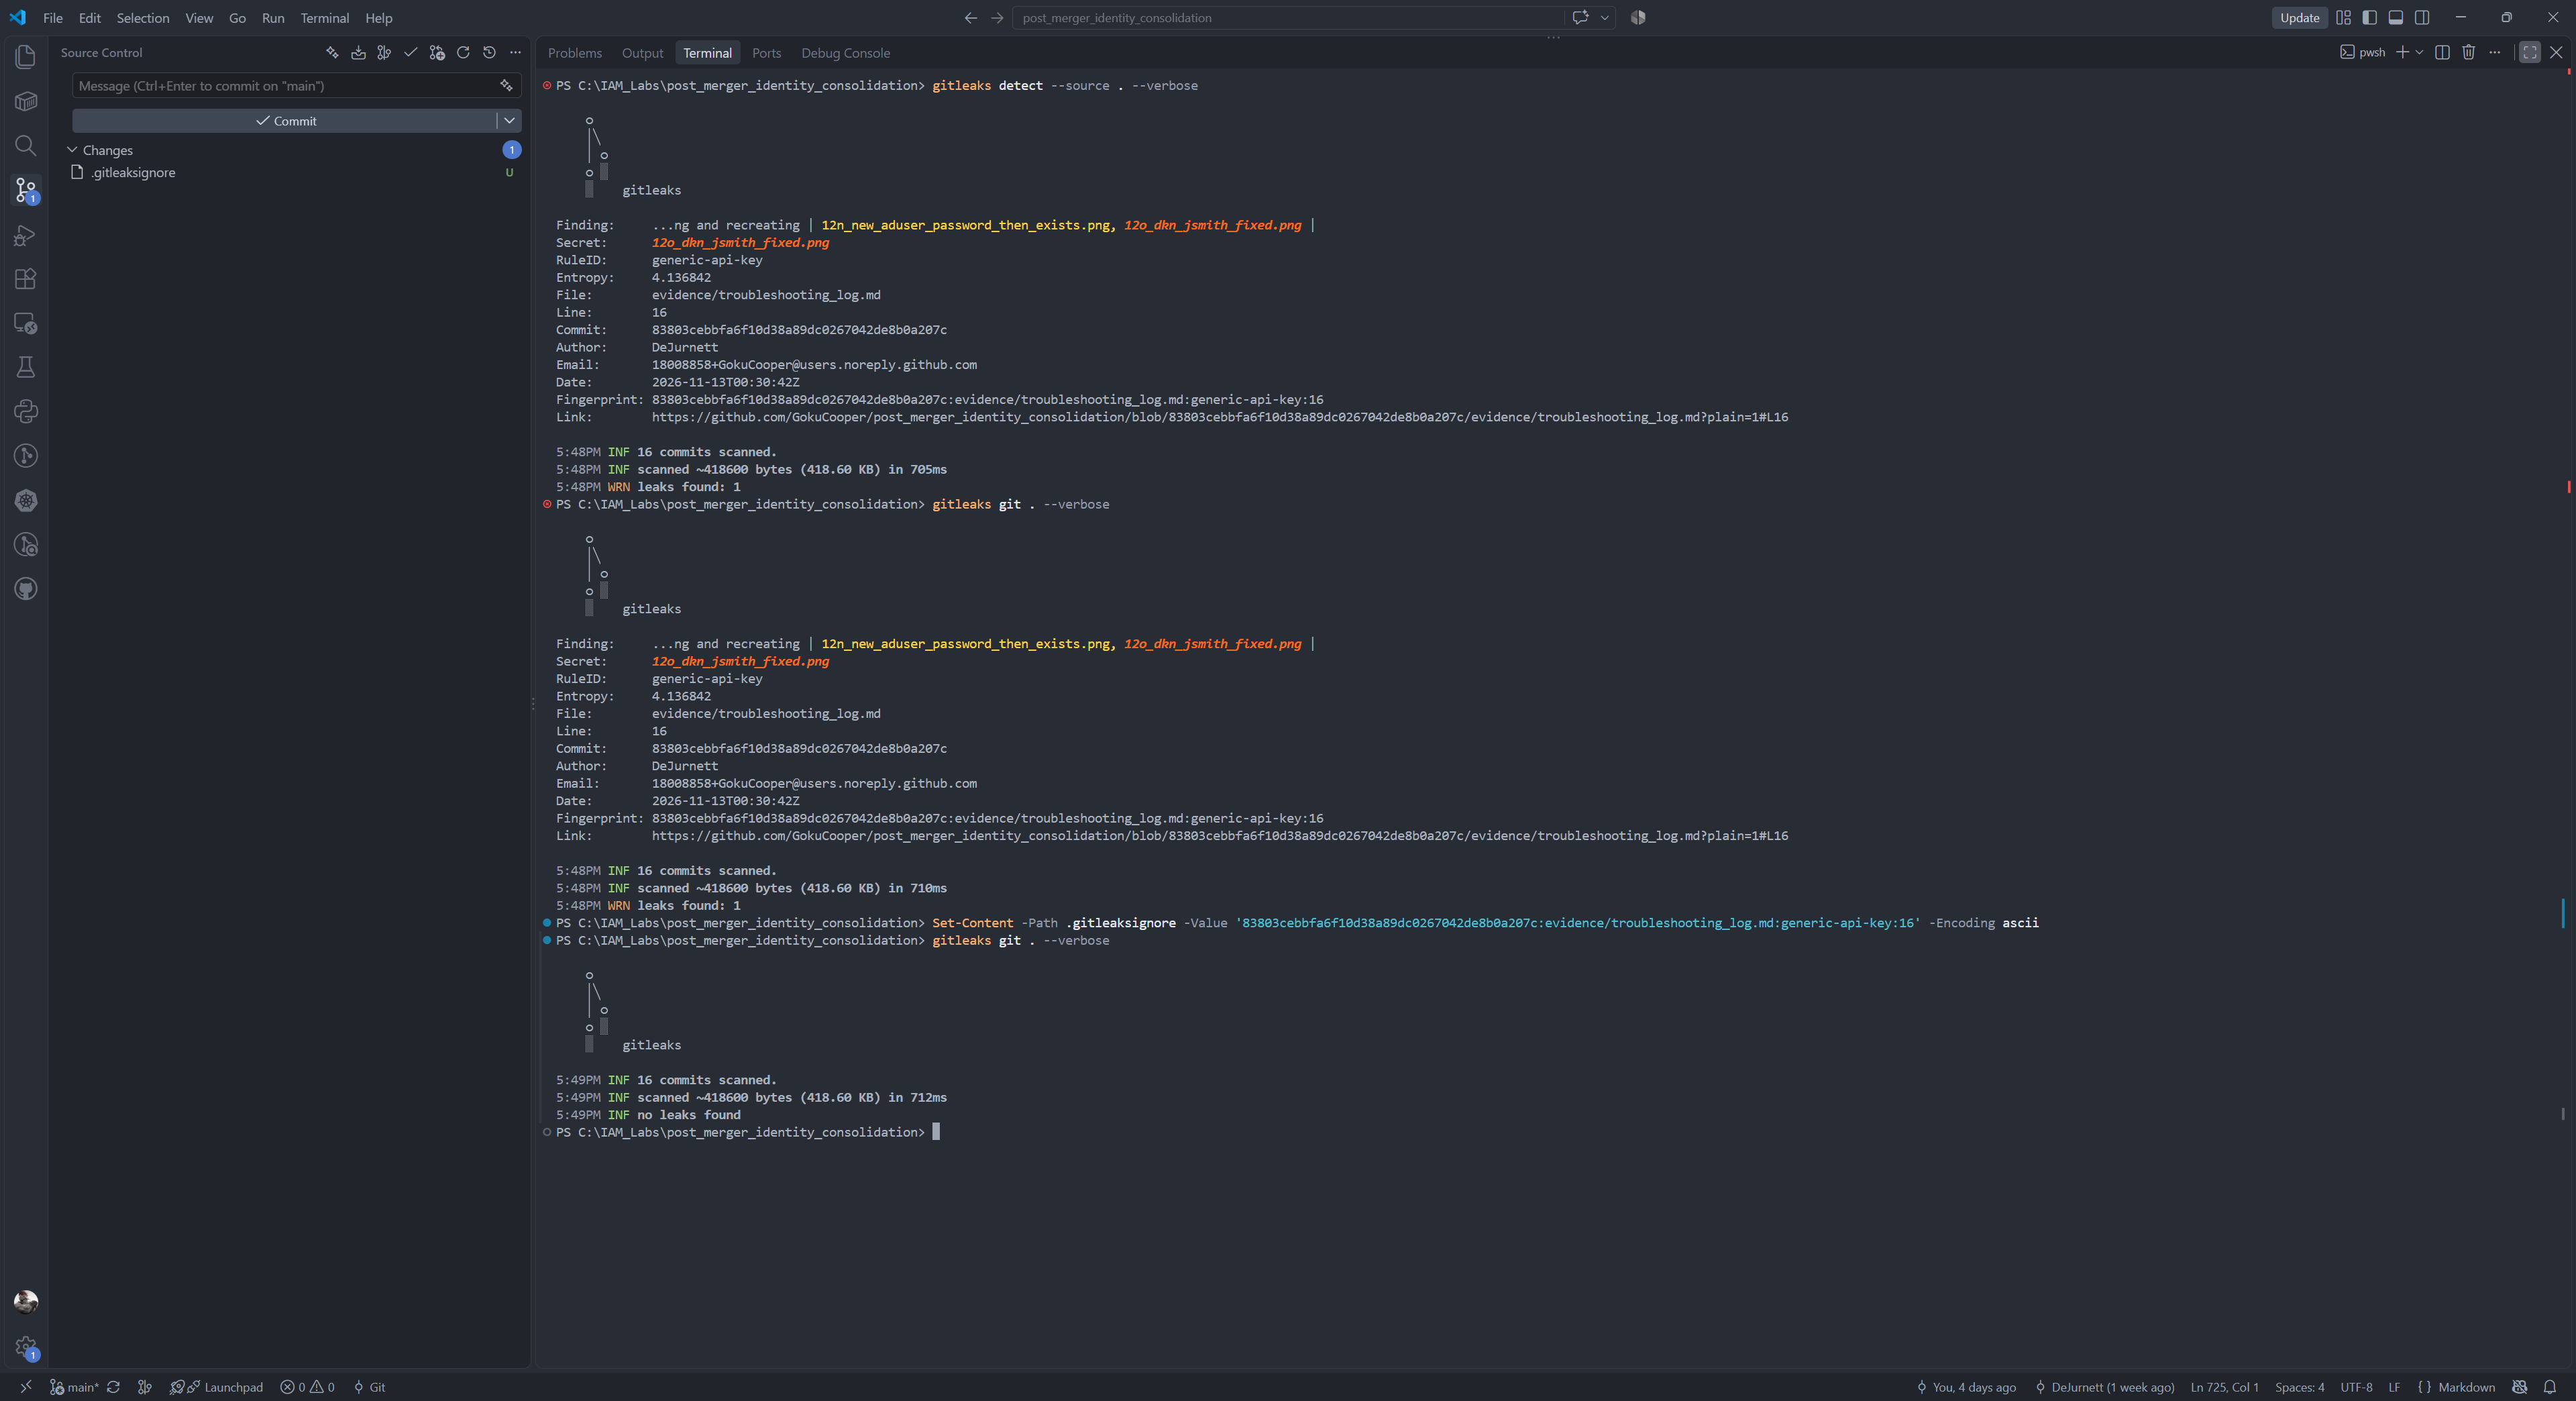 File Edit Selection View Go Run Terminal Help
post_merger_identity_consolidation
Update
Source Control
Message (Ctrl+Enter to commit on "main")
Commit
Changes 1
.gitleaksignore U
1
1
Problems Output Terminal Ports Debug Console
pwsh
PS C:\IAM_Labs\post_merger_identity_consolidation> gitleaks detect --source . --verbose
gitleaks
Finding: ...ng and recreating | 12n_new_aduser_password_then_exists.png, 12o_dkn_jsmith_fixed.png |
Secret: 12o_dkn_jsmith_fixed.png
RuleID: generic-api-key
Entropy: 4.136842
File: evidence/troubleshooting_log.md
Line: 16
Commit: 83803cebbfa6f10d38a89dc0267042de8b0a207c
Author: DeJurnett
Email: 18008858+GokuCooper@users.noreply.github.com
Date: 2026-11-13T00:30:42Z
Fingerprint: 83803cebbfa6f10d38a89dc0267042de8b0a207c:evidence/troubleshooting_log.md:generic-api-key:16
Link: https://github.com/GokuCooper/post_merger_identity_consolidation/blob/83803cebbfa6f10d38a89dc0267042de8b0a207c/evidence/troubleshooting_log.md?plain=1#L16
5:48PM INF 16 commits scanned.
5:48PM INF scanned ~418600 bytes (418.60 KB) in 705ms
5:48PM WRN leaks found: 1
PS C:\IAM_Labs\post_merger_identity_consolidation> gitleaks git . --verbose
gitleaks
Finding: ...ng and recreating | 12n_new_aduser_password_then_exists.png, 12o_dkn_jsmith_fixed.png |
Secret: 12o_dkn_jsmith_fixed.png
RuleID: generic-api-key
Entropy: 4.136842
File: evidence/troubleshooting_log.md
Line: 16
Commit: 83803cebbfa6f10d38a89dc0267042de8b0a207c
Author: DeJurnett
Email: 18008858+GokuCooper@users.noreply.github.com
Date: 2026-11-13T00:30:42Z
Fingerprint: 83803cebbfa6f10d38a89dc0267042de8b0a207c:evidence/troubleshooting_log.md:generic-api-key:16
Link: https://github.com/GokuCooper/post_merger_identity_consolidation/blob/83803cebbfa6f10d38a89dc0267042de8b0a207c/evidence/troubleshooting_log.md?plain=1#L16
5:48PM INF 16 commits scanned.
5:48PM INF scanned ~418600 bytes (418.60 KB) in 710ms
5:48PM WRN leaks found: 1
PS C:\IAM_Labs\post_merger_identity_consolidation> Set-Content -Path .gitleaksignore -Value '83803cebbfa6f10d38a89dc0267042de8b0a207c:evidence/troubleshooting_log.md:generic-api-key:16' -Encoding ascii
PS C:\IAM_Labs\post_merger_identity_consolidation> gitleaks git . --verbose
gitleaks
5:49PM INF 16 commits scanned.
5:49PM INF scanned ~418600 bytes (418.60 KB) in 712ms
5:49PM INF no leaks found
PS C:\IAM_Labs\post_merger_identity_consolidation>
main* Launchpad 0 0 Git You, 4 days ago DeJurnett (1 week ago) Ln 725, Col 1 Spaces: 4 UTF-8 LF { } Markdown